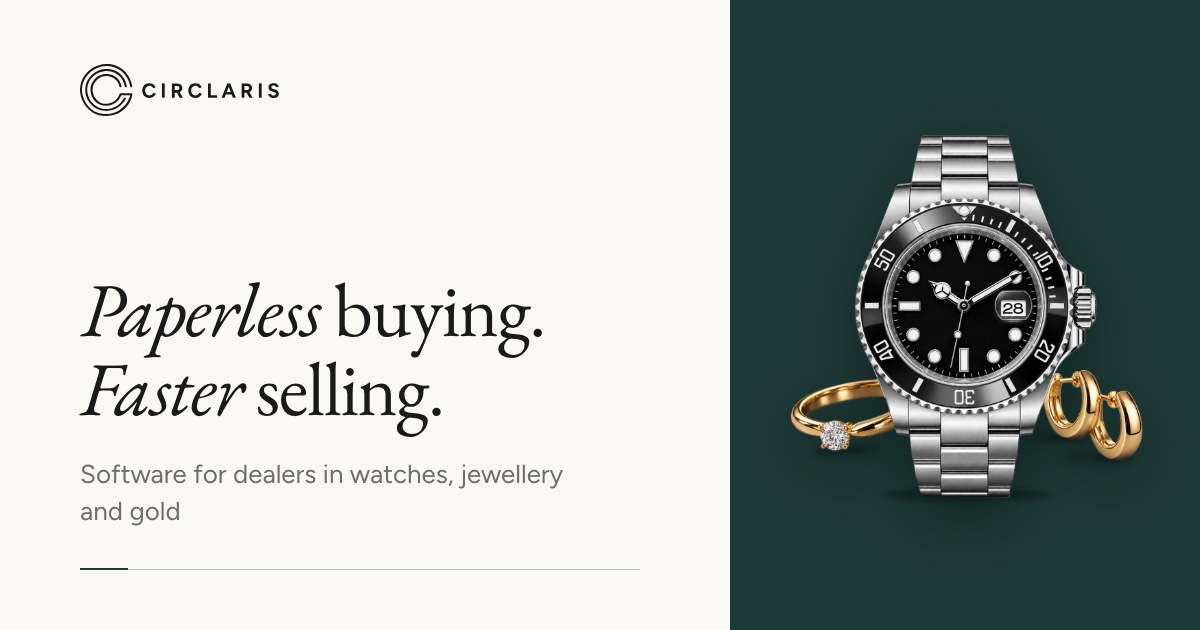 CIRCLARIS
Paperless buying.
Faster selling.
Software for dealers in watches, jewellery
and gold
50
10
28
40
20
30